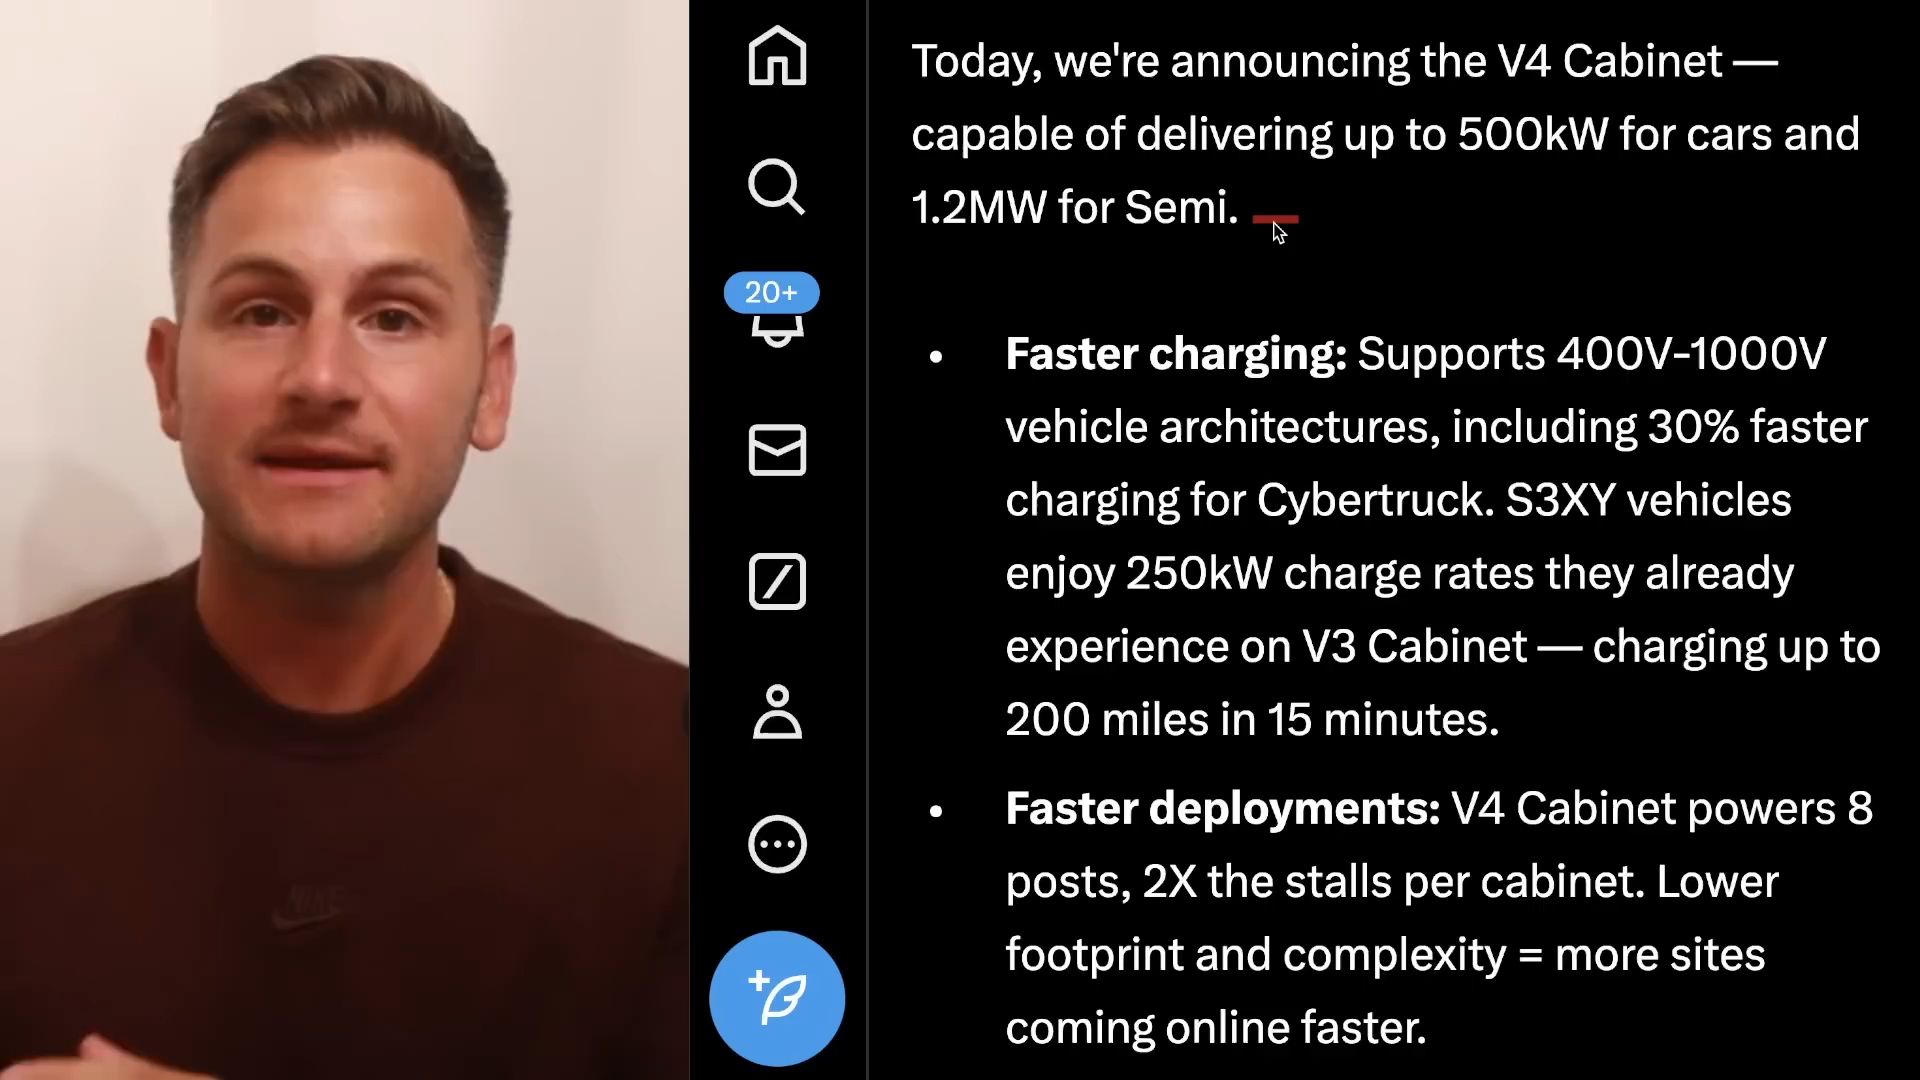 Today, we're announcing the V4 Cabinet —
capable of delivering up to 500kW for cars and
1.2MW for Semi.
20+
• Faster charging: Supports 400V-1000V
vehicle architectures, including 30% faster
charging for Cybertruck. S3XY vehicles
enjoy 250kW charge rates they already
experience on V3 Cabinet — charging up to
200 miles in 15 minutes.
• Faster deployments: V4 Cabinet powers 8
posts, 2X the stalls per cabinet. Lower
footprint and complexity = more sites
coming online faster.
NIKE